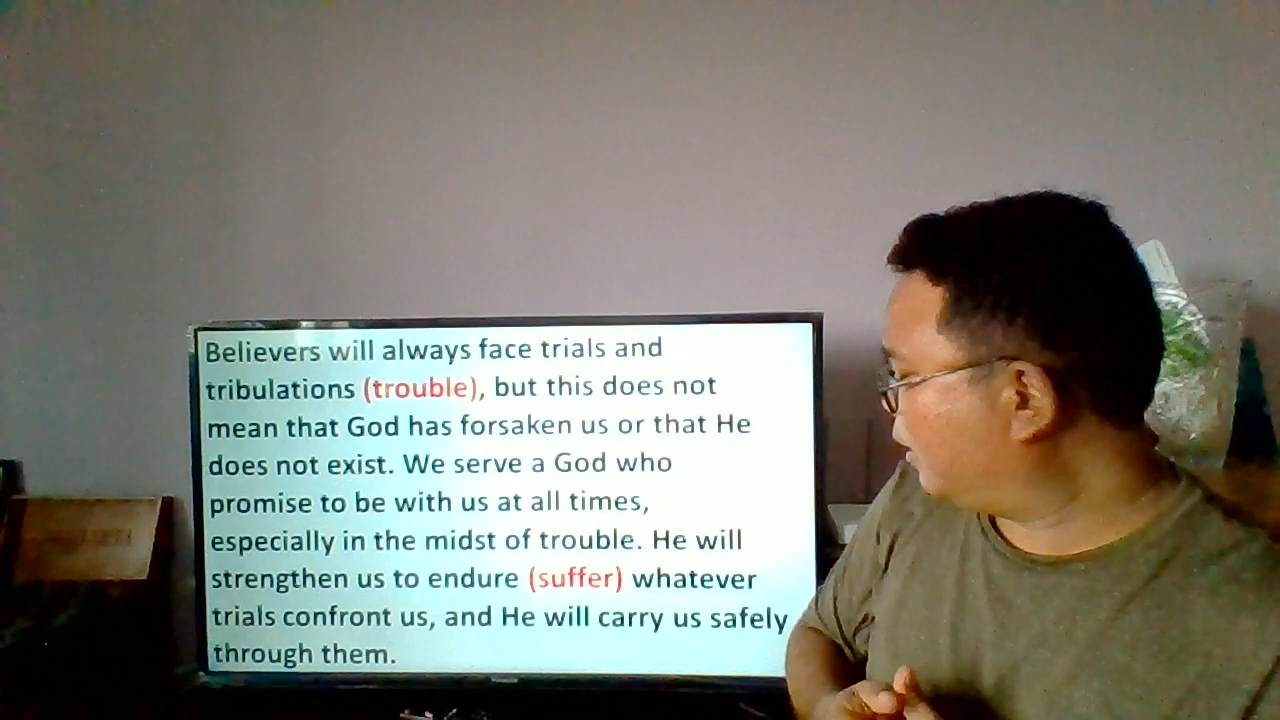 Believers will always face trials and
tribulations (trouble), but this does not
mean that God has forsaken us or that He
does not exist. We serve a God who
promise to be with us at all times,
especially in the midst of trouble. He will
strengthen us to endure (suffer) whatever
trials confront us, and He will carry us safely
through them.